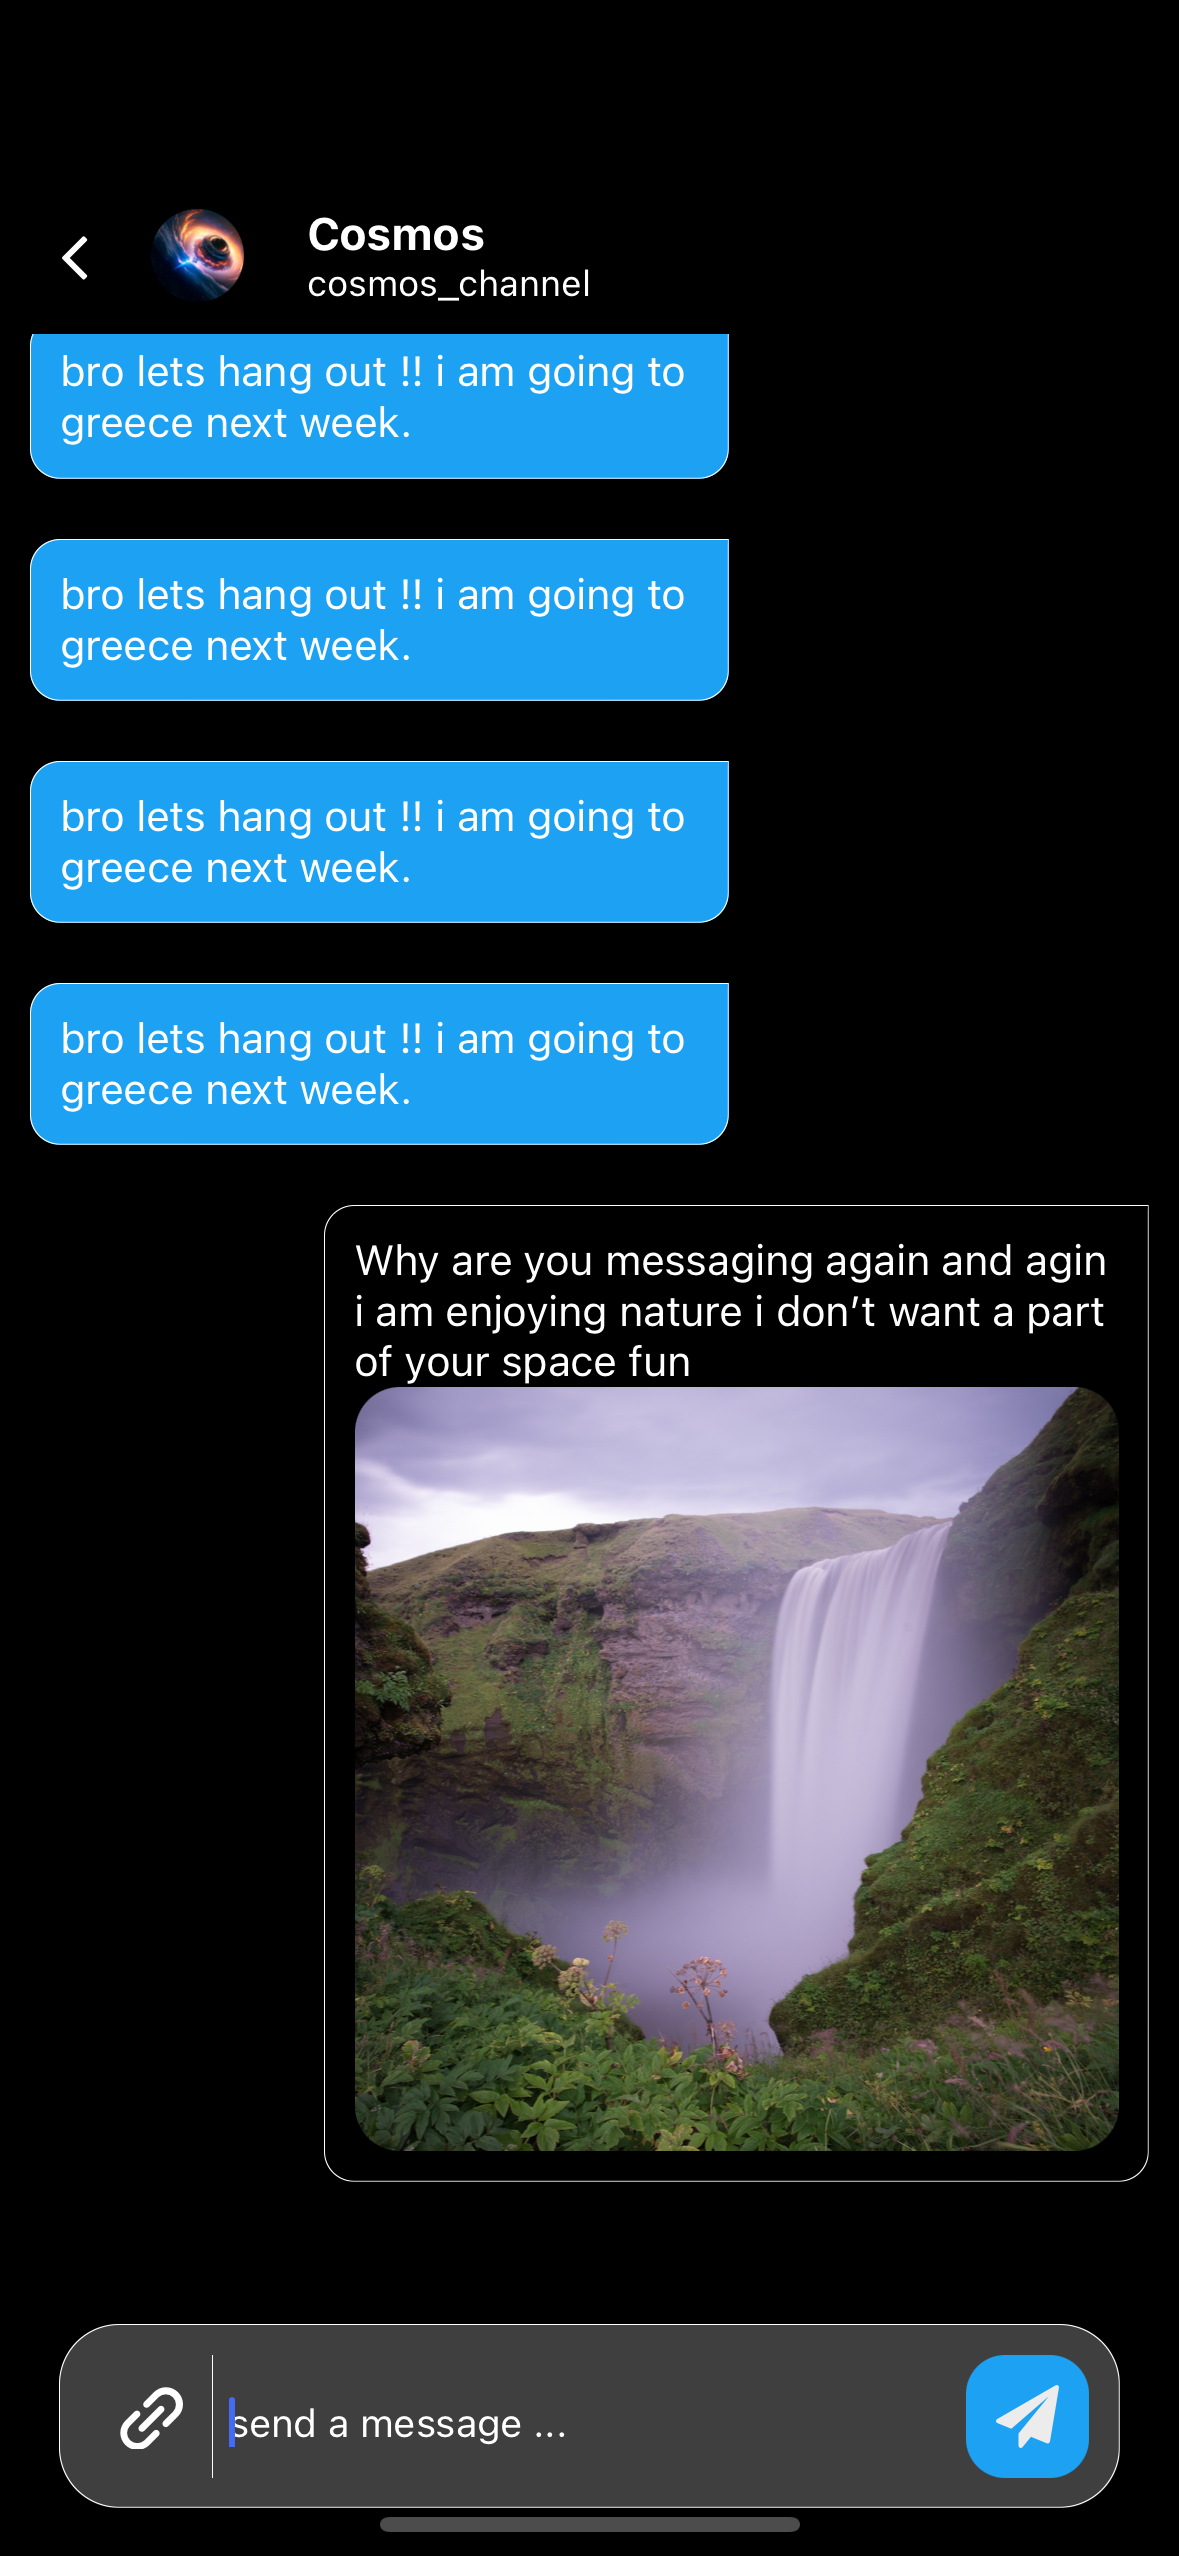 Cosmos
cosmos_channel
bro lets hang out !! i am going to
greece next week.
bro lets hang out !! i am going to
greece next week.
bro lets hang out !! i am going to
greece next week.
bro lets hang out !! i am going to
greece next week.
Why are you messaging again and agin
i am enjoying nature i don’t want a part
of your space fun
send a message ...